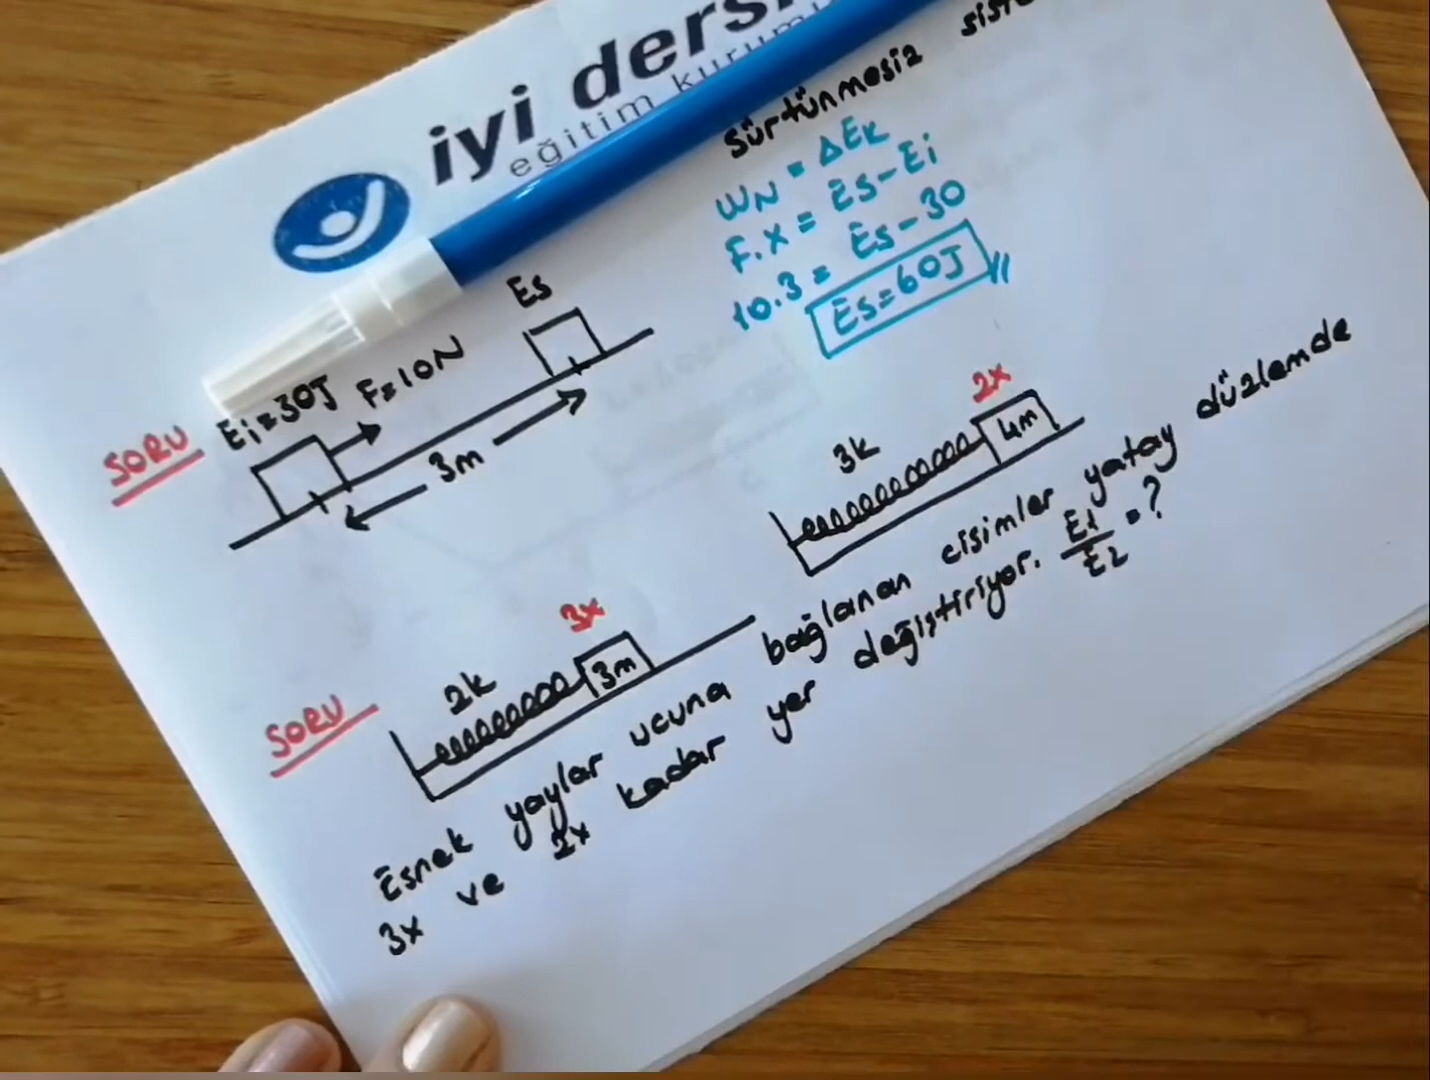 iyi ders
eğitim kurumu
Sürtünmesiz
WN = ΔEk
F.x = Es-Ei
10.3 = Es-30
Es=60J
SORU
Ei=30J
F=10N
Es
3m
SORU
2k
3x
3m
3k
2x
4m
Esnek yaylar ucuna bağlanan cisimler yatay düzlemde
3x ve 2x kadar yer değiştiriyor. E1/E2 = ?